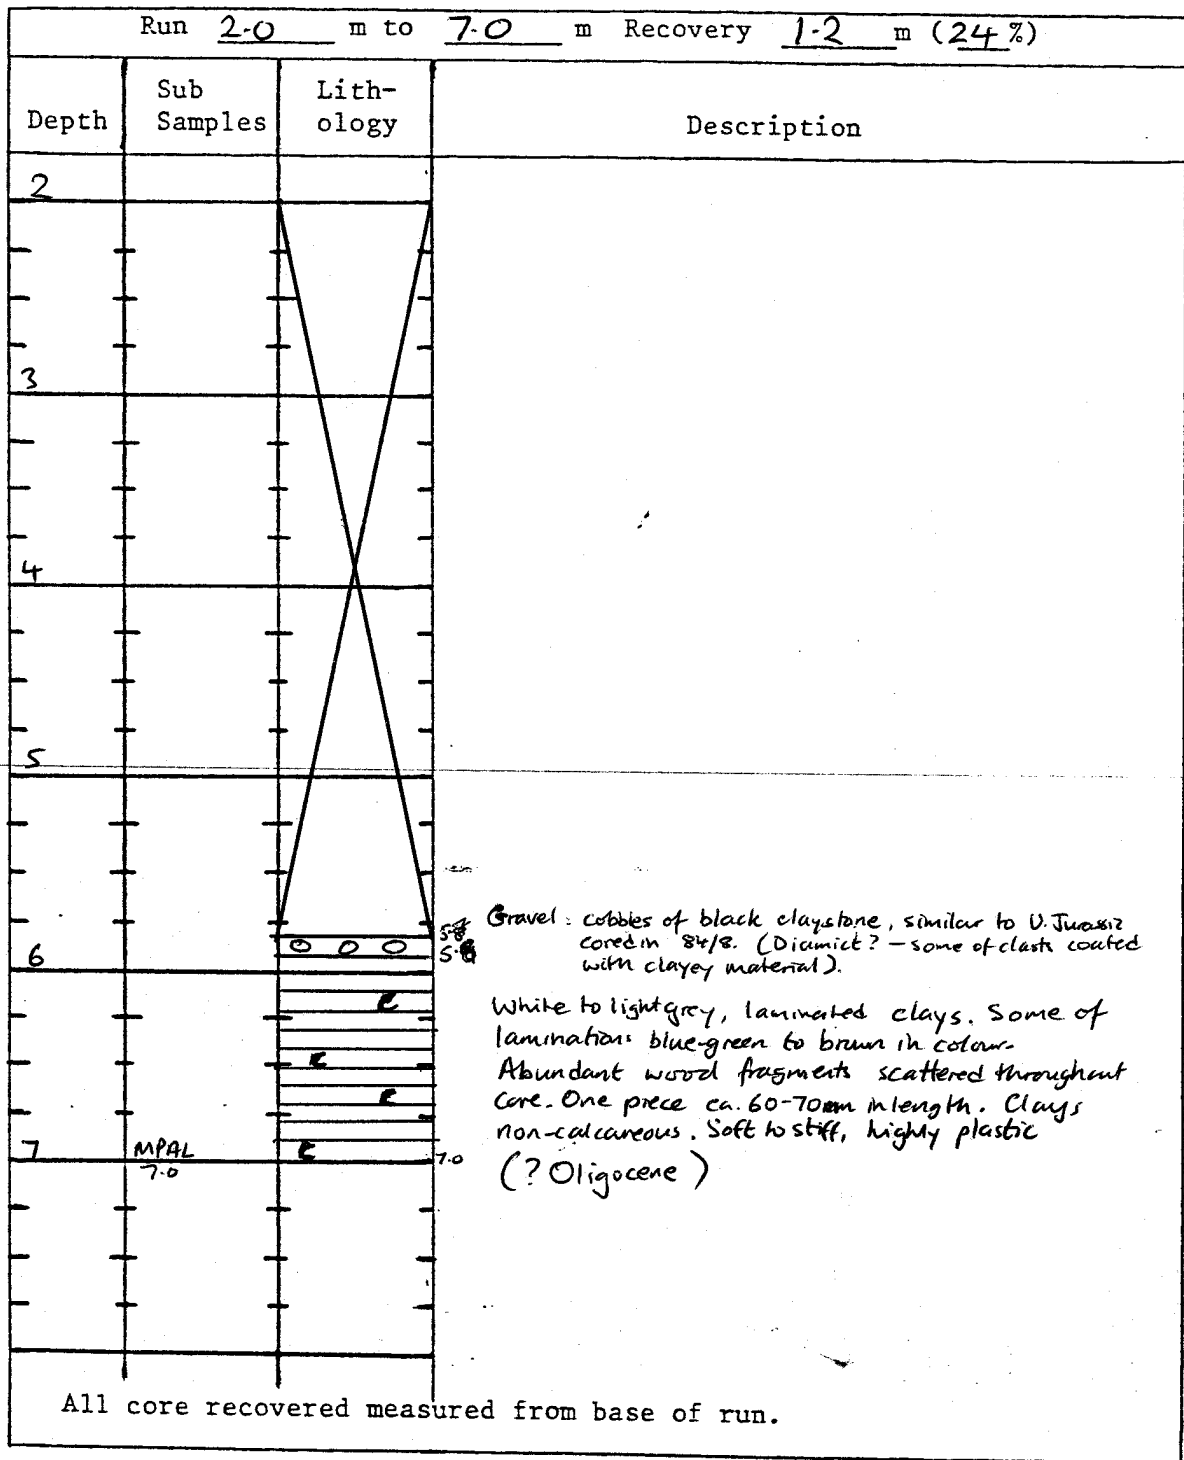 Run 2.0 m to 7.0 m Recovery 1.2 m (24%)
Depth
Sub
Samples
Lith-
ology
Description
2
3
4
5
5.8
Gravel: cobbles of black claystone, similar to U. Jurassic
cored in 84/8. (Diamict? - some of clasts coated
with clayey material).
6
White to light grey, laminated clays. Some of
laminations blue-green to brown in colour.
Abundant wood fragments scattered throughout
core. One piece ca. 60-70mm in length. Clays
non-calcareous. Soft to stiff, highly plastic
(? Oligocene)
c
c
c
c
7
MPAL
7.0
7.0
All core recovered measured from base of run.